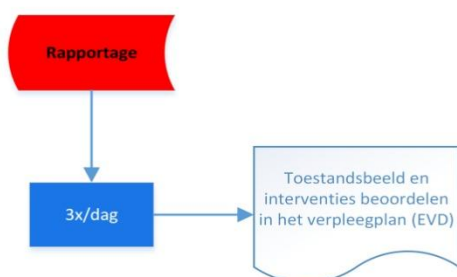 Rapportage
3x/dag
Toestandsbeeld en
interventies beoordelen
in het verpleegplan (EVD)